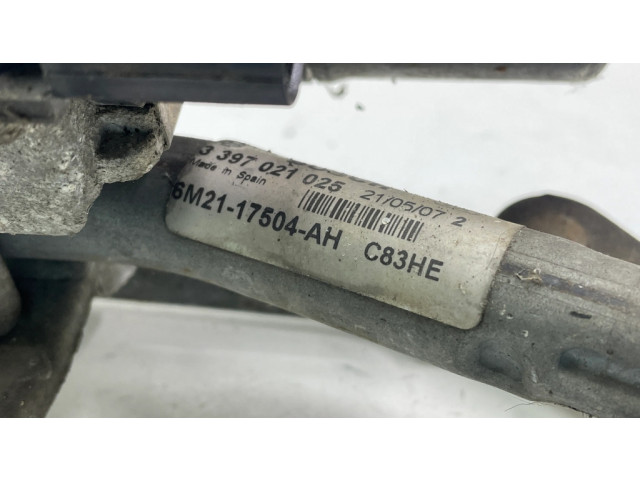 3 397 021 025 21/05/07 2
Made in Spain
6M21-17504-AH C83HE